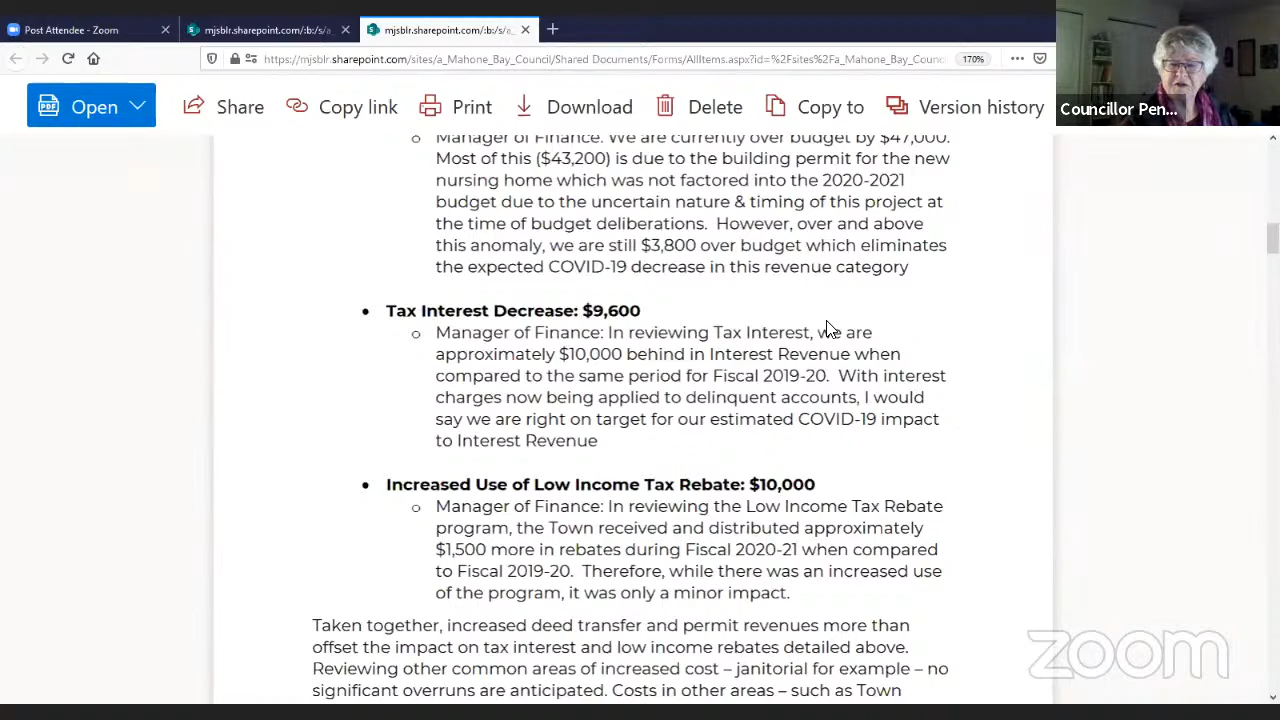 Post Attendee - Zoom
mjsblr.sharepoint.com/:b:/s/a_
mjsblr.sharepoint.com/:b:/s/a_
https://mjsblr.sharepoint.com/sites/a_Mahone_Bay_Council/Shared Documents/Forms/AllItems.aspx?id=%2Fsites%2Fa_Mahone_Bay_Counc
170%
Open
Share
Copy link
Print
Download
Delete
Copy to
Version history
Councillor Pen...
Manager of Finance: We are currently over budget by $47,000.
Most of this ($43,200) is due to the building permit for the new
nursing home which was not factored into the 2020-2021
budget due to the uncertain nature & timing of this project at
the time of budget deliberations. However, over and above
this anomaly, we are still $3,800 over budget which eliminates
the expected COVID-19 decrease in this revenue category
• Tax Interest Decrease: $9,600
o Manager of Finance: In reviewing Tax Interest, we are
approximately $10,000 behind in Interest Revenue when
compared to the same period for Fiscal 2019-20. With interest
charges now being applied to delinquent accounts, I would
say we are right on target for our estimated COVID-19 impact
to Interest Revenue
• Increased Use of Low Income Tax Rebate: $10,000
o Manager of Finance: In reviewing the Low Income Tax Rebate
program, the Town received and distributed approximately
$1,500 more in rebates during Fiscal 2020-21 when compared
to Fiscal 2019-20. Therefore, while there was an increased use
of the program, it was only a minor impact.
Taken together, increased deed transfer and permit revenues more than
offset the impact on tax interest and low income rebates detailed above.
Reviewing other common areas of increased cost – janitorial for example – no
significant overruns are anticipated. Costs in other areas – such as Town
zoom